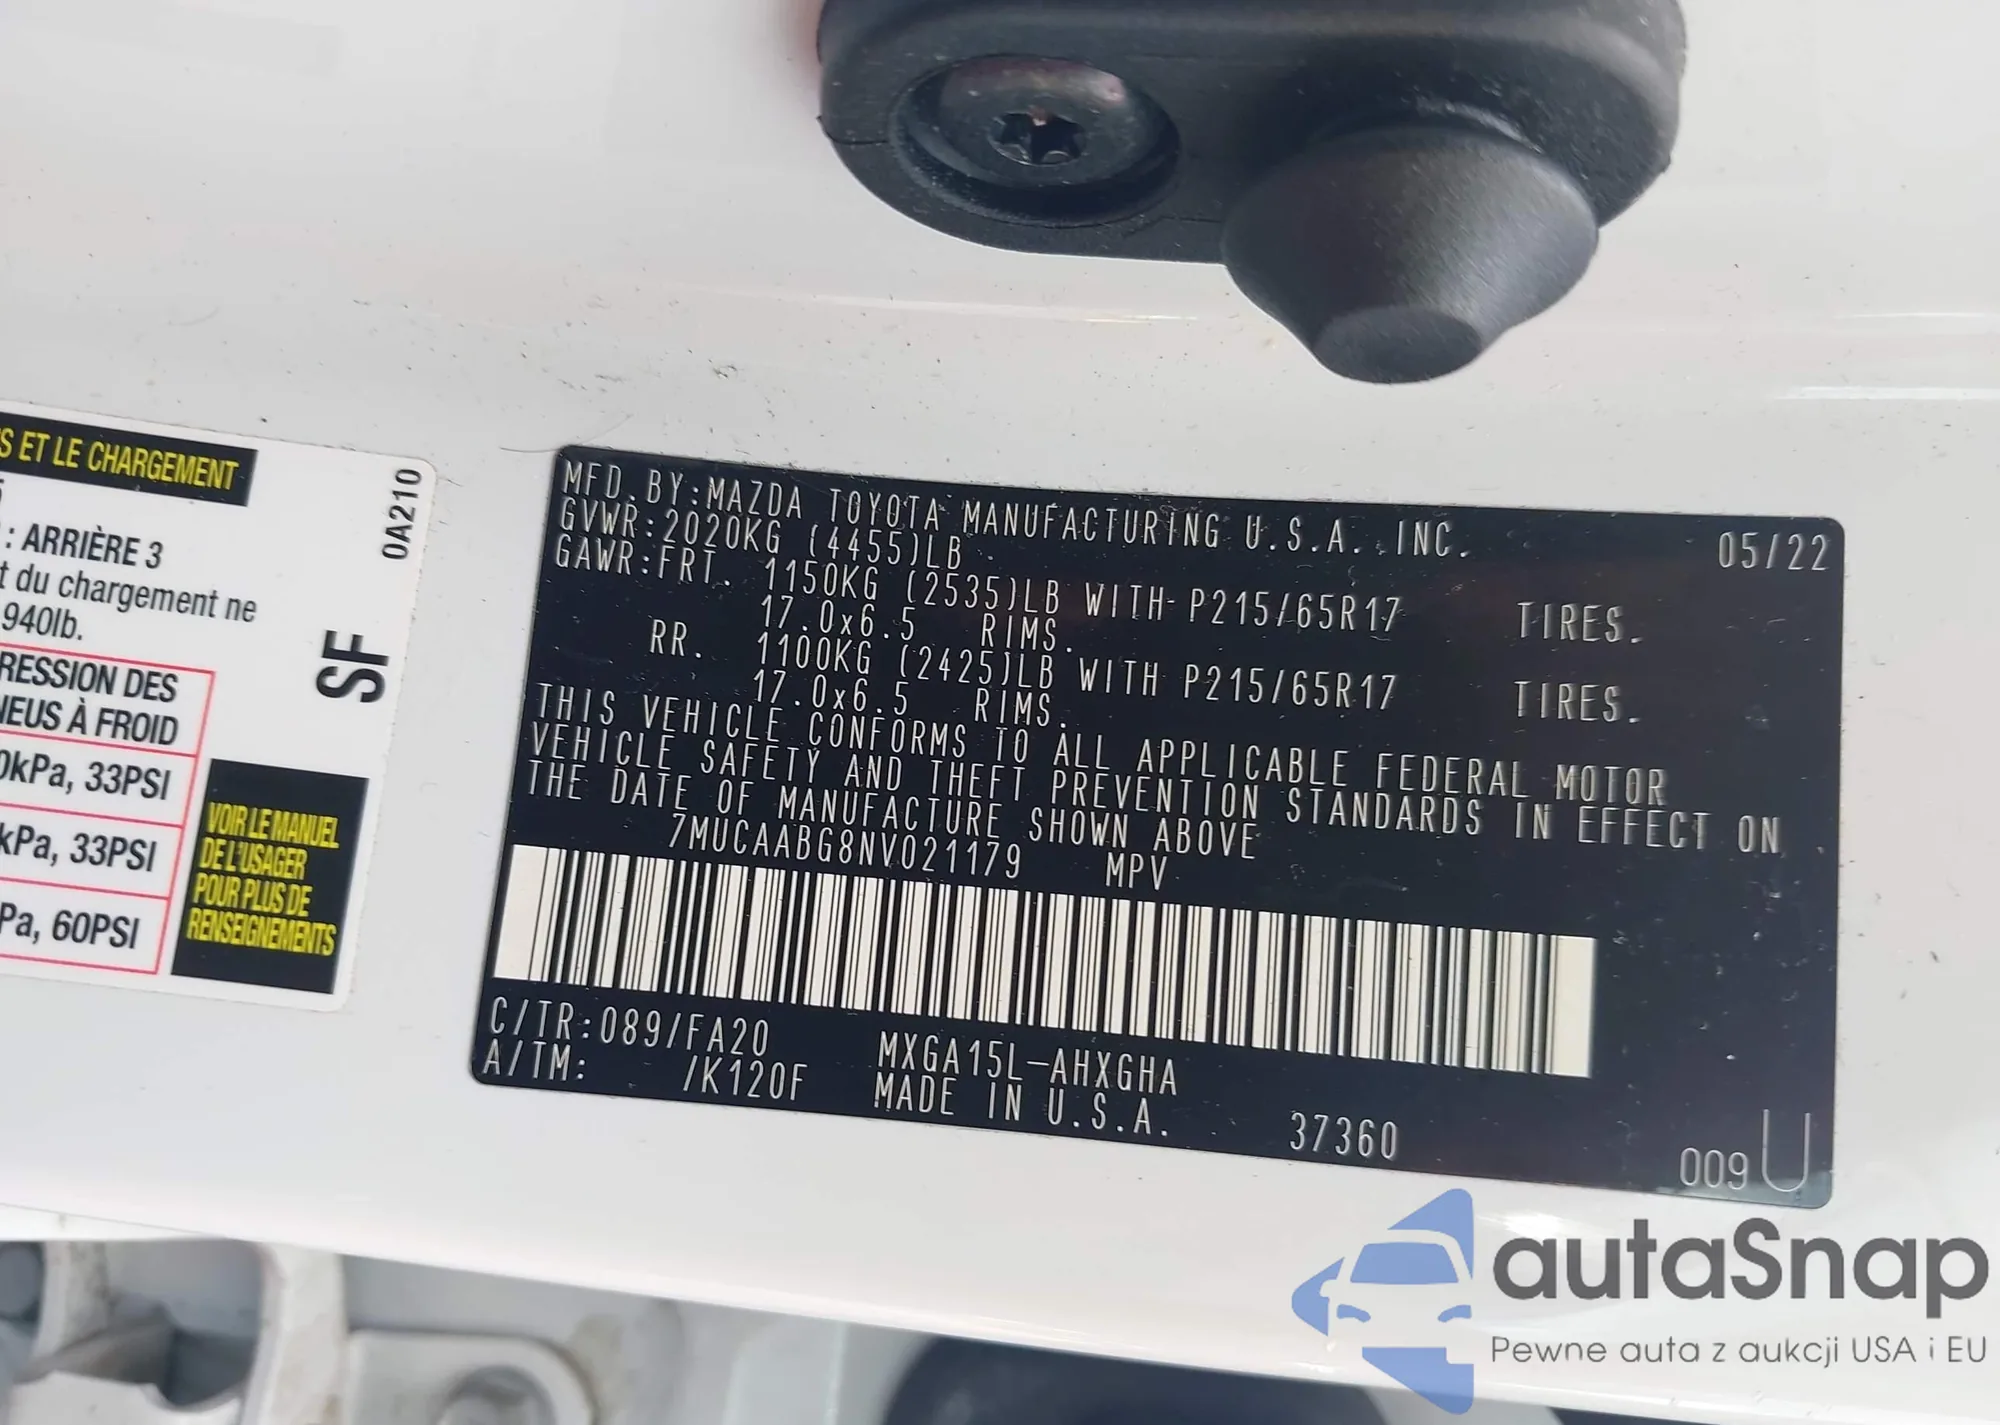 S ET LE CHARGEMENT
: ARRIÈRE 3
t du chargement ne
940lb.
RESSION DES
NEUS À FROID
0kPa, 33PSI
kPa, 33PSI
Pa, 60PSI
0A210
SF
VOIR LE MANUEL
DE L'USAGER
POUR PLUS DE
RENSEIGNEMENTS
MFD.BY:MAZDA TOYOTA MANUFACTURING U.S.A. INC. 05/22
GVWR:2020KG (4455)LB
GAWR:FRT. 1150KG (2535)LB WITH P215/65R17 TIRES.
17.0x6.5 RIMS.
RR. 1100KG (2425)LB WITH P215/65R17 TIRES.
17.0x6.5 RIMS.
THIS VEHICLE CONFORMS TO ALL APPLICABLE FEDERAL MOTOR
VEHICLE SAFETY AND THEFT PREVENTION STANDARDS IN EFFECT ON
THE DATE OF MANUFACTURE SHOWN ABOVE
7MUCAABG8NV021179 MPV
C/TR:089/FA20 MXGA15L-AHXGHA
A/TM: /K120F MADE IN U.S.A. 37360
009 U
autaSnap
Pewne auta z aukcji USA i EU